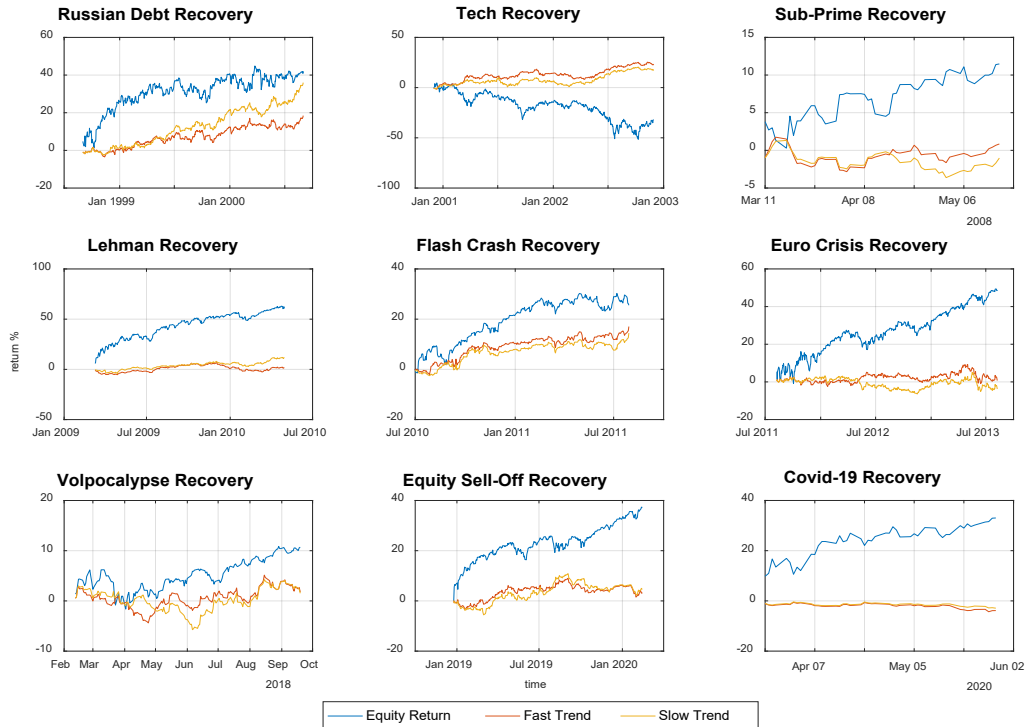 Russian Debt Recovery
Tech Recovery
Sub-Prime Recovery
60
40
20
0
-20
Jan 1999
Jan 2000
50
0
-50
-100
Jan 2001
Jan 2002
Jan 2003
15
10
5
0
-5
Mar 11
Apr 08
May 06
2008
Lehman Recovery
Flash Crash Recovery
Euro Crisis Recovery
return %
100
50
0
-50
Jan 2009
Jul 2009
Jan 2010
Jul 2010
40
20
0
-20
Jul 2010
Jan 2011
Jul 2011
60
40
20
0
-20
Jul 2011
Jul 2012
Jul 2013
Volpocalypse Recovery
Equity Sell-Off Recovery
Covid-19 Recovery
20
10
0
-10
Feb
Mar
Apr
May
Jun
Jul
Aug
Sep
Oct
2018
40
20
0
-20
Jan 2019
Jul 2019
Jan 2020
time
40
20
0
-20
Apr 07
May 05
Jun 02
2020
Equity Return
Fast Trend
Slow Trend